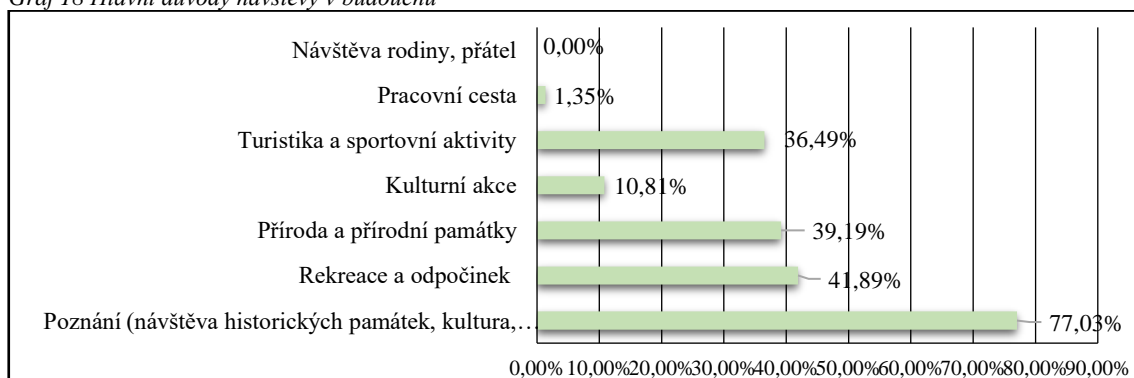 Graf 18 Hlavní důvody návštěvy v budoucnu
Návštěva rodiny, přátel 0,00%
Pracovní cesta 1,35%
Turistika a sportovní aktivity 36,49%
Kulturní akce 10,81%
Příroda a přírodní památky 39,19%
Rekreace a odpočinek 41,89%
Poznání (návštěva historických památek, kultura,… 77,03%
0,00% 10,00% 20,00% 30,00% 40,00% 50,00% 60,00% 70,00% 80,00% 90,00%